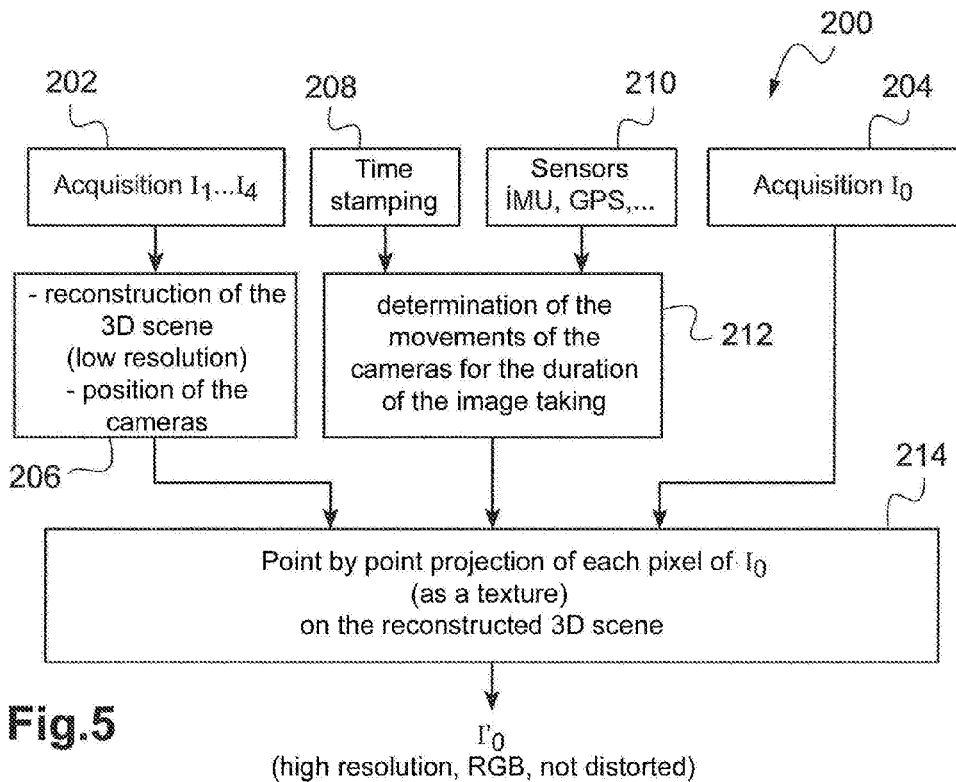 200
202
208
210
204
Acquisition I₁...I₄
Time
stamping
Sensors
IMU, GPS,...
Acquisition I₀
- reconstruction of the
3D scene
(low resolution)
- position of the
cameras
determination of the
movements of the
cameras for the duration
of the image taking
212
206
214
Point by point projection of each pixel of I₀
(as a texture)
on the reconstructed 3D scene
Fig.5
I'₀
(high resolution, RGB, not distorted)